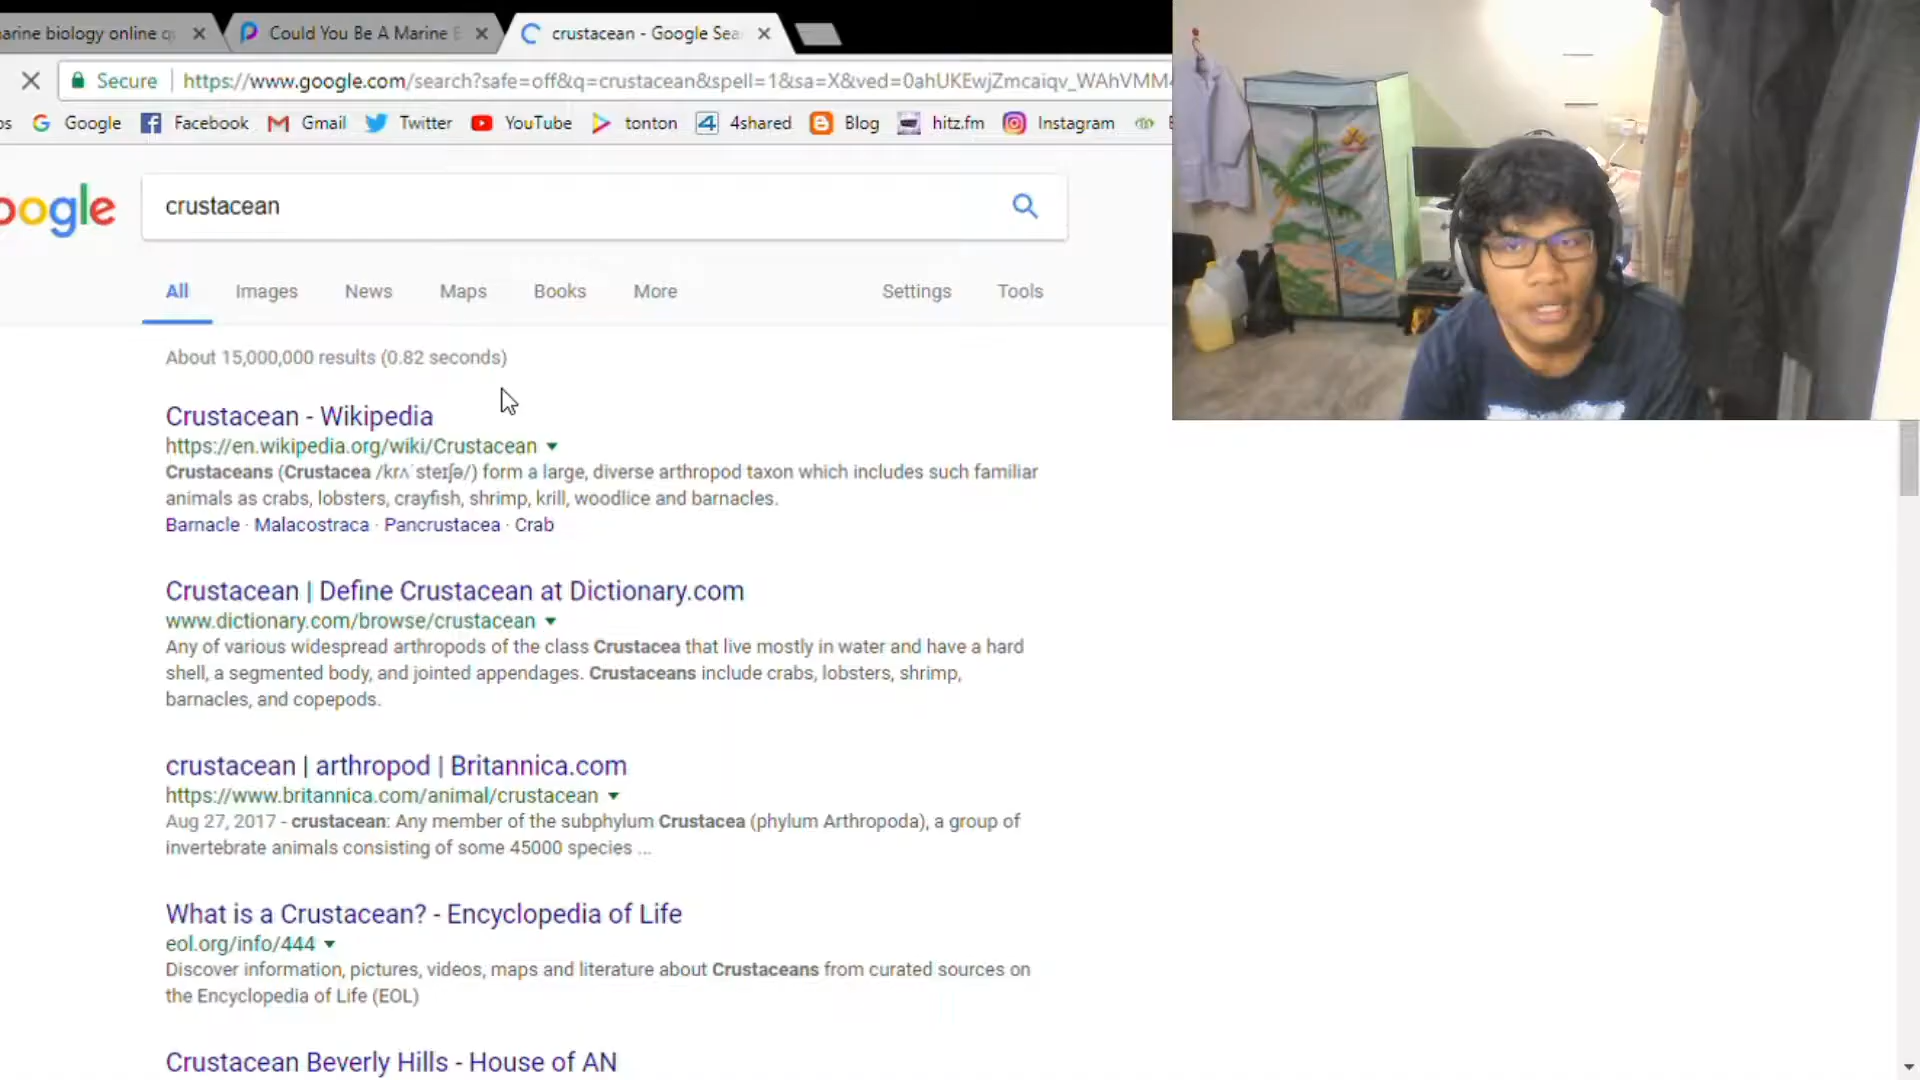 arine biology online q
Could You Be A Marine
crustacean - Google Sea
Secure
https://www.google.com/search?safe=off&q=crustacean&spell=1&sa=X&ved=0ahUKEwjZmcaiqv_WAhVMM
os
Google
Facebook
Gmail
Twitter
YouTube
tonton
4shared
Blog
hitz.fm
Instagram
oogle
crustacean
All
Images
News
Maps
Books
More
Settings
Tools
About 15,000,000 results (0.82 seconds)
Crustacean - Wikipedia
https://en.wikipedia.org/wiki/Crustacean
Crustaceans (Crustacea /krʌˈsteɪʃə/) form a large, diverse arthropod taxon which includes such familiar
animals as crabs, lobsters, crayfish, shrimp, krill, woodlice and barnacles.
Barnacle · Malacostraca · Pancrustacea · Crab
Crustacean | Define Crustacean at Dictionary.com
www.dictionary.com/browse/crustacean
Any of various widespread arthropods of the class Crustacea that live mostly in water and have a hard
shell, a segmented body, and jointed appendages. Crustaceans include crabs, lobsters, shrimp,
barnacles, and copepods.
crustacean | arthropod | Britannica.com
https://www.britannica.com/animal/crustacean
Aug 27, 2017 - crustacean: Any member of the subphylum Crustacea (phylum Arthropoda), a group of
invertebrate animals consisting of some 45000 species ...
What is a Crustacean? - Encyclopedia of Life
eol.org/info/444
Discover information, pictures, videos, maps and literature about Crustaceans from curated sources on
the Encyclopedia of Life (EOL)
Crustacean Beverly Hills - House of AN